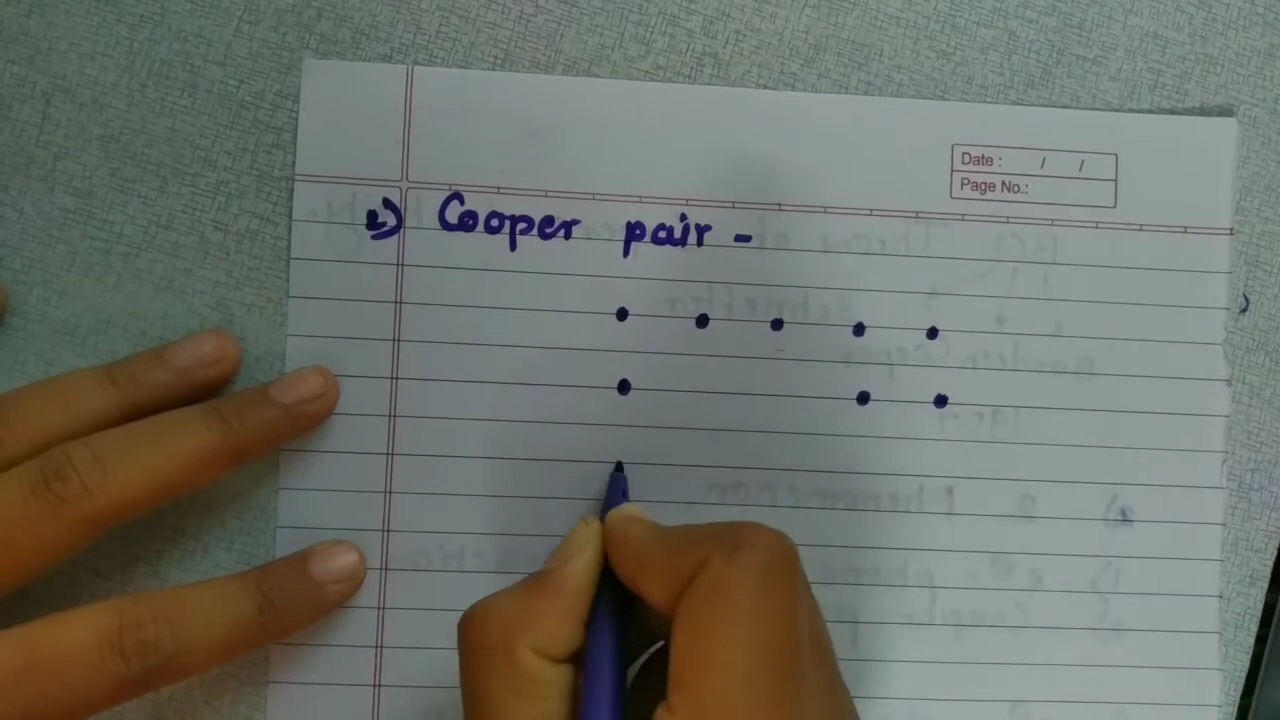 Date : / /
Page No.:
2) Cooper pair -